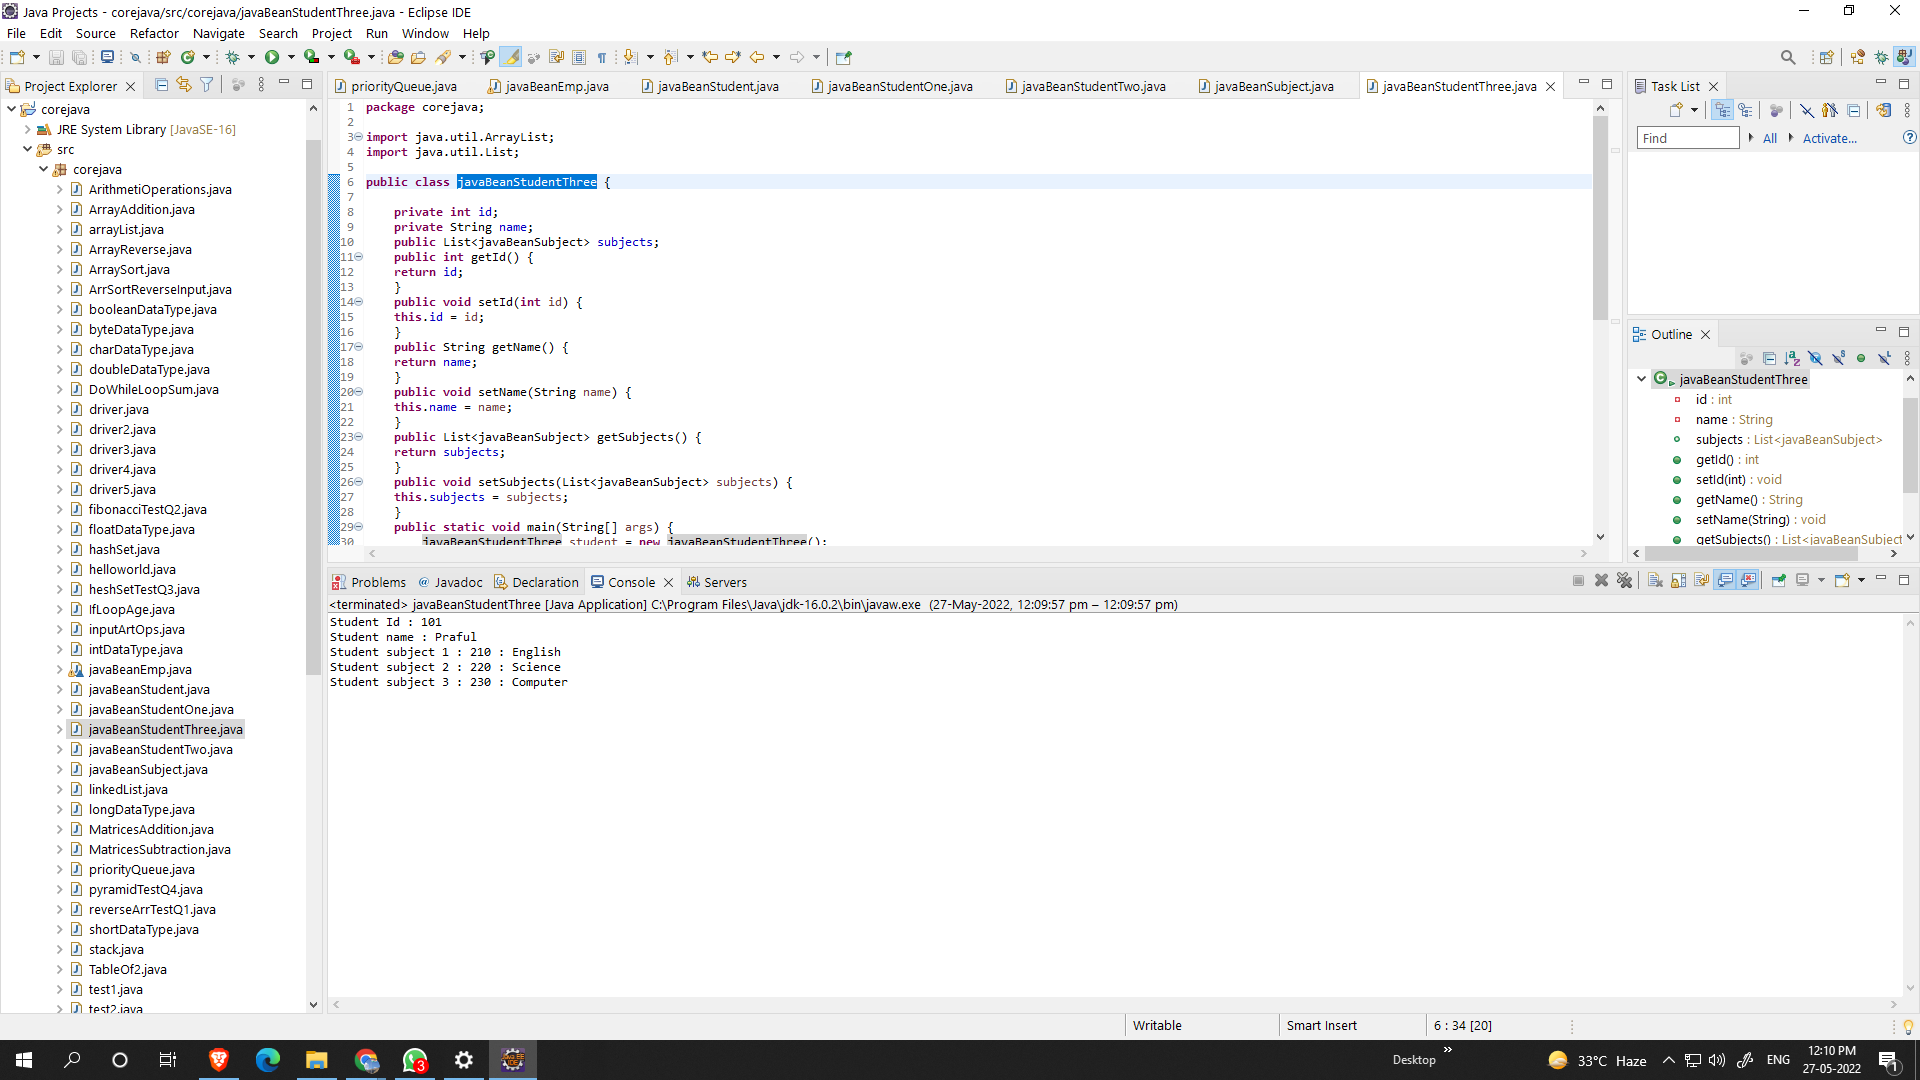 Java Projects - corejava/src/corejava/javaBeanStudentThree.java - Eclipse IDE
File Edit Source Refactor Navigate Search Project Run Window Help
Project Explorer
corejava
JRE System Library [JavaSE-16]
src
corejava
ArithmetiOperations.java
ArrayAddition.java
arrayList.java
ArrayReverse.java
ArraySort.java
ArrSortReverseInput.java
booleanDataType.java
byteDataType.java
charDataType.java
doubleDataType.java
DoWhileLoopSum.java
driver.java
driver2.java
driver3.java
driver4.java
driver5.java
fibonacciTestQ2.java
floatDataType.java
hashSet.java
helloworld.java
heshSetTestQ3.java
IfLoopAge.java
inputArtOps.java
intDataType.java
javaBeanEmp.java
javaBeanStudent.java
javaBeanStudentOne.java
javaBeanStudentThree.java
javaBeanStudentTwo.java
javaBeanSubject.java
linkedList.java
longDataType.java
MatricesAddition.java
MatricesSubtraction.java
priorityQueue.java
pyramidTestQ4.java
reverseArrTestQ1.java
shortDataType.java
stack.java
TableOf2.java
test1.java
test2.java
priorityQueue.java javaBeanEmp.java javaBeanStudent.java javaBeanStudentOne.java javaBeanStudentTwo.java javaBeanSubject.java javaBeanStudentThree.java
1 package corejava;
2
3 import java.util.ArrayList;
4 import java.util.List;
5
6 public class javaBeanStudentThree {
7
8 private int id;
9 private String name;
10 public List<javaBeanSubject> subjects;
11 public int getId() {
12 return id;
13 }
14 public void setId(int id) {
15 this.id = id;
16 }
17 public String getName() {
18 return name;
19 }
20 public void setName(String name) {
21 this.name = name;
22 }
23 public List<javaBeanSubject> getSubjects() {
24 return subjects;
25 }
26 public void setSubjects(List<javaBeanSubject> subjects) {
27 this.subjects = subjects;
28 }
29 public static void main(String[] args) {
30 javaBeanStudentThree student = new javaBeanStudentThree();
Task List
Find All Activate...
Outline
javaBeanStudentThree
id : int
name : String
subjects : List<javaBeanSubject>
getId() : int
setId(int) : void
getName() : String
setName(String) : void
getSubjects() : List<javaBeanSubject
Problems @ Javadoc Declaration Console Servers
<terminated> javaBeanStudentThree [Java Application] C:\Program Files\Java\jdk-16.0.2\bin\javaw.exe (27-May-2022, 12:09:57 pm – 12:09:57 pm)
Student Id : 101
Student name : Praful
Student subject 1 : 210 : English
Student subject 2 : 220 : Science
Student subject 3 : 230 : Computer
Writable Smart Insert 6 : 34 [20]
3 Desktop 33°C Haze ENG 12:10 PM
27-05-2022
1